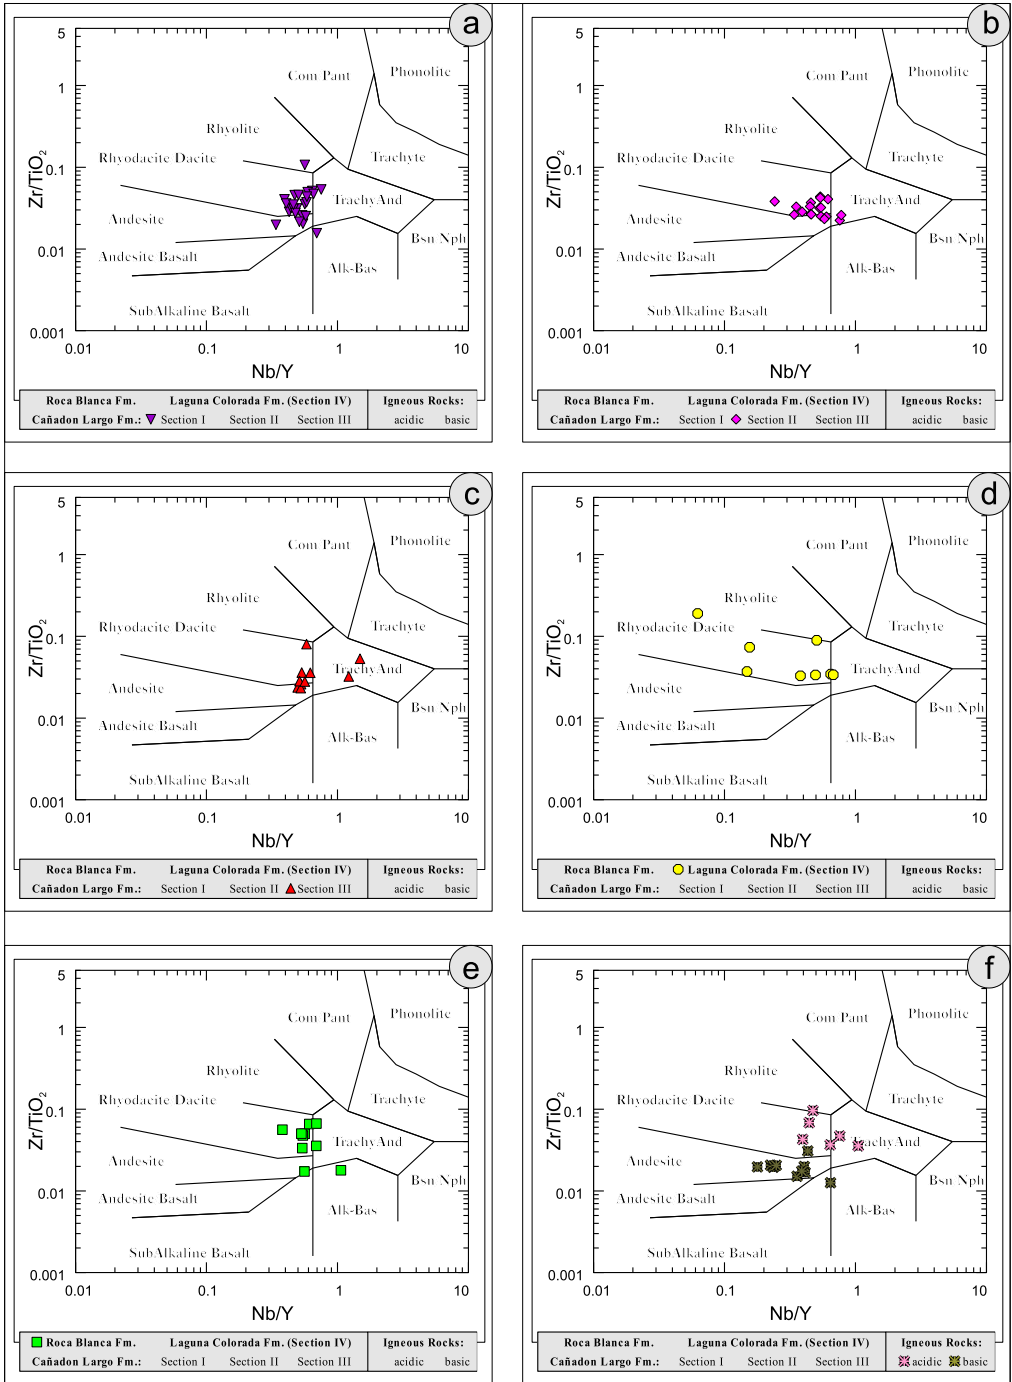 a
5
Com Pant
Phonolite
1
Rhyolite
Zr/TiO2
0.1
Rhyodacite Dacite
Trachyte
TrachyAnd
Andesite
Bsn Nph
0.01
Andesite Basalt
Alk-Bas
SubAlkaline Basalt
0.001
0.01 0.1 1 10
Nb/Y
Roca Blanca Fm. Laguna Colorada Fm. (Section IV) Igneous Rocks:
Cañadon Largo Fm.: Section I Section II Section III acidic basic
b
5
Com Pant
Phonolite
1
Rhyolite
Zr/TiO2
0.1
Rhyodacite Dacite
Trachyte
TrachyAnd
Andesite
Bsn Nph
0.01
Andesite Basalt
Alk-Bas
SubAlkaline Basalt
0.001
0.01 0.1 1 10
Nb/Y
Roca Blanca Fm. Laguna Colorada Fm. (Section IV) Igneous Rocks:
Cañadon Largo Fm.: Section I Section II Section III acidic basic
c
5
Com Pant
Phonolite
1
Rhyolite
Zr/TiO2
0.1
Rhyodacite Dacite
Trachyte
TrachyAnd
Andesite
Bsn Nph
0.01
Andesite Basalt
Alk-Bas
SubAlkaline Basalt
0.001
0.01 0.1 1 10
Nb/Y
Roca Blanca Fm. Laguna Colorada Fm. (Section IV) Igneous Rocks:
Cañadon Largo Fm.: Section I Section II Section III acidic basic
d
5
Com Pant
Phonolite
1
Rhyolite
Zr/TiO2
0.1
Rhyodacite Dacite
Trachyte
TrachyAnd
Andesite
Bsn Nph
0.01
Andesite Basalt
Alk-Bas
SubAlkaline Basalt
0.001
0.01 0.1 1 10
Nb/Y
Roca Blanca Fm. Laguna Colorada Fm. (Section IV) Igneous Rocks:
Cañadon Largo Fm.: Section I Section II Section III acidic basic
e
5
Com Pant
Phonolite
1
Rhyolite
Zr/TiO2
0.1
Rhyodacite Dacite
Trachyte
TrachyAnd
Andesite
Bsn Nph
0.01
Andesite Basalt
Alk-Bas
SubAlkaline Basalt
0.001
0.01 0.1 1 10
Nb/Y
Roca Blanca Fm. Laguna Colorada Fm. (Section IV) Igneous Rocks:
Cañadon Largo Fm.: Section I Section II Section III acidic basic
f
5
Com Pant
Phonolite
1
Rhyolite
Zr/TiO2
0.1
Rhyodacite Dacite
Trachyte
TrachyAnd
Andesite
Bsn Nph
0.01
Andesite Basalt
Alk-Bas
SubAlkaline Basalt
0.001
0.01 0.1 1 10
Nb/Y
Roca Blanca Fm. Laguna Colorada Fm. (Section IV) Igneous Rocks:
Cañadon Largo Fm.: Section I Section II Section III acidic basic